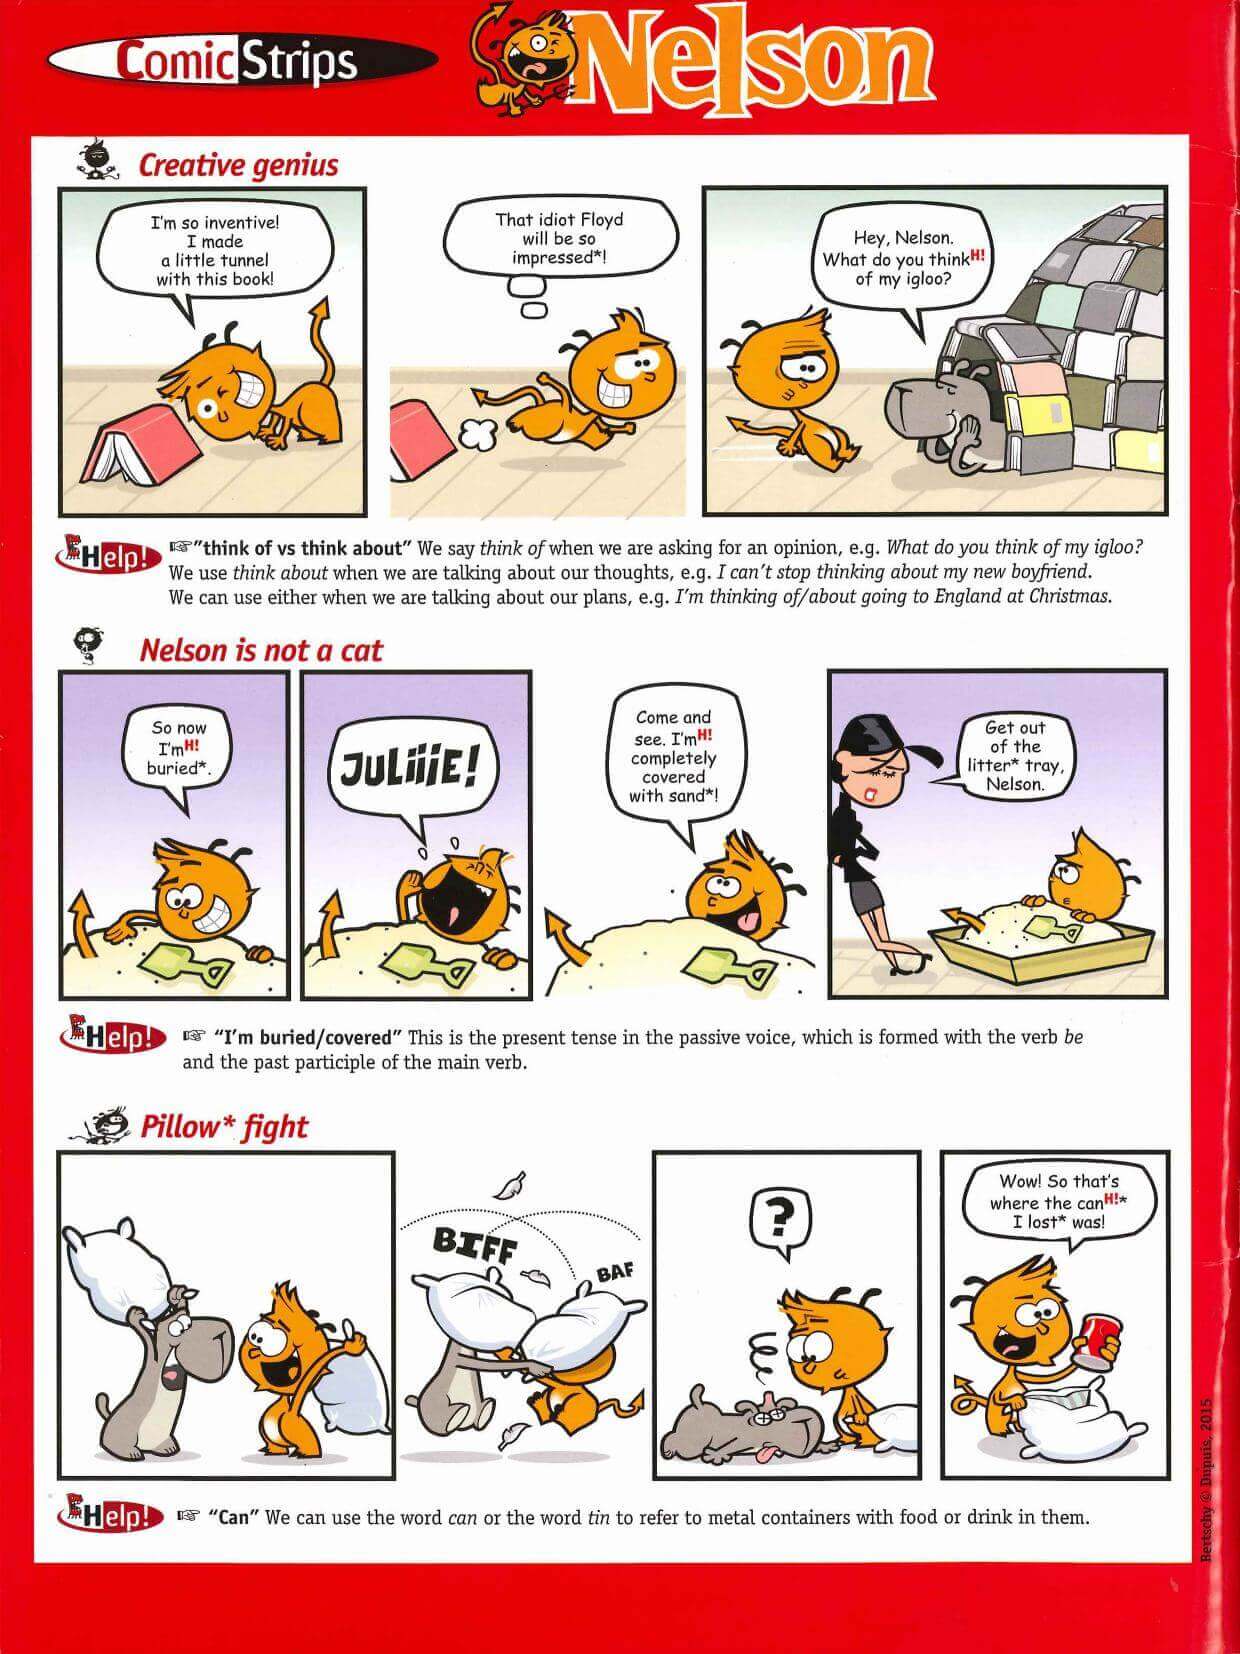 ComicStrips
Nelson
Creative genius
I'm so inventive!
I made
a little tunnel
with this book!
That idiot Floyd
will be so
impressed*!
Hey, Nelson.
What do you thinkH!
of my igloo?
Help!
☞"think of vs think about" We say think of when we are asking for an opinion, e.g. What do you think of my igloo?
We use think about when we are talking about our thoughts, e.g. I can't stop thinking about my new boyfriend.
We can use either when we are talking about our plans, e.g. I'm thinking of/about going to England at Christmas.
Nelson is not a cat
So now
I'mH!
buried*.
JULiiiE!
Come and
see. I'mH!
completely
covered
with sand*!
Get out
of the
litter* tray,
Nelson.
Help!
☞ "I'm buried/covered" This is the present tense in the passive voice, which is formed with the verb be
and the past participle of the main verb.
Pillow* fight
BIFF
BAF
?
Wow! So that's
where the canH!*
I lost* was!
Help!
☞ "Can" We can use the word can or the word tin to refer to metal containers with food or drink in them.
Bertschy © Dupuis, 2015